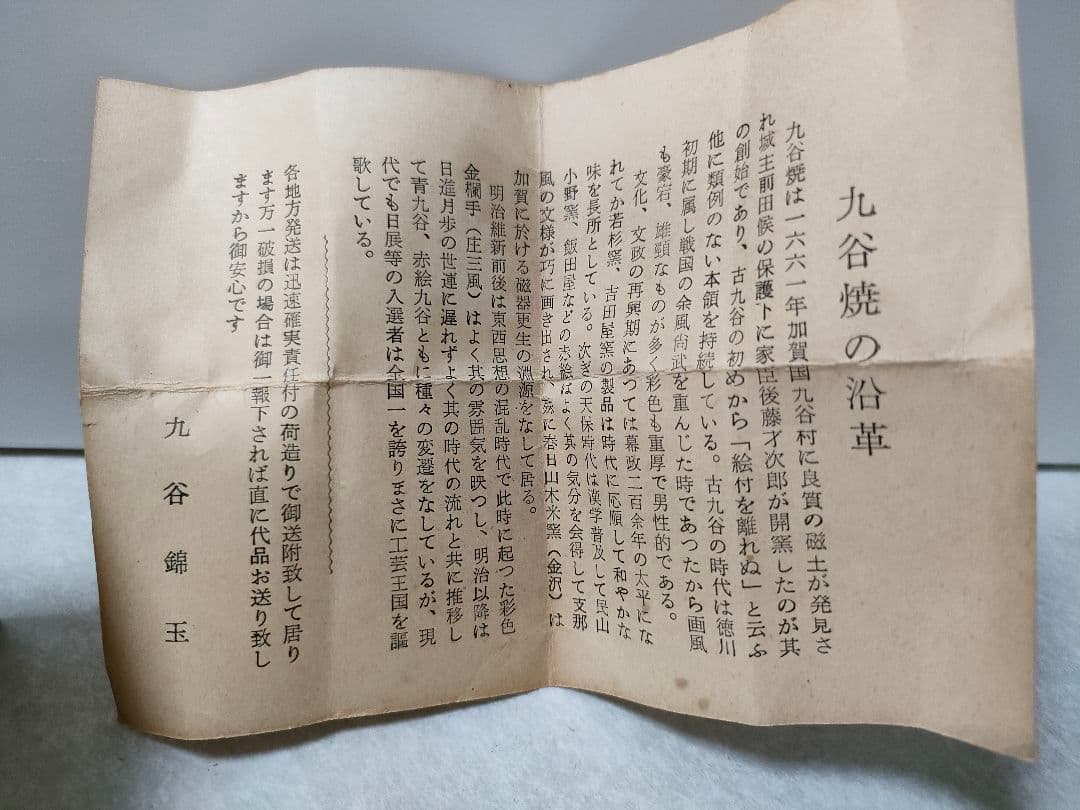 九谷焼の沿革
九谷焼は一六六一年加賀国九谷村に良質の磁土が発見さ
れ城主前田候の保護下に家臣後藤才次郎が開窯したのが其
の創始であり、古九谷の初めから「絵付を離れぬ」と云ふ
他に類例のない本領を持続している。古九谷の時代は徳川
初期に属し戦国の余風尚武を重んじた時であつたから画風
も豪宕、雄頸なものが多く彩色も重厚で男性的である。
文化、文政の再興期にあつては幕政二百余年の太平にな
れてか若杉窯、吉田屋窯の製品は時代に応順して和やかな
味を長所としている。次ぎの天保時代は漢学普及して民山
小野窯、飯田屋などの赤絵はよく其の気分を会得して支那
風の文様が巧に画き出され、殊に春日山木米窯（金沢）は
加賀に於ける磁器更生の淵源をなして居る。
明治維新前後は東西思想の混乱時代で此時に起つた彩色
金欄手（庄三風）はよく其の雰囲気を映つし、明治以降は
日進月歩の世運に遅れずよく其の時代の流れと共に推移し
て青九谷、赤絵九谷ともに種々の変遷をなしているが、現
代でも日展等の入選者は全国一を誇りまさに工芸王国を謳
歌している。
各地方発送は迅速確実責任付の荷造りで御送附致して居り
ます万一破損の場合は御一報下されば直に代品お送り致し
ますから御安心です
九谷錦玉